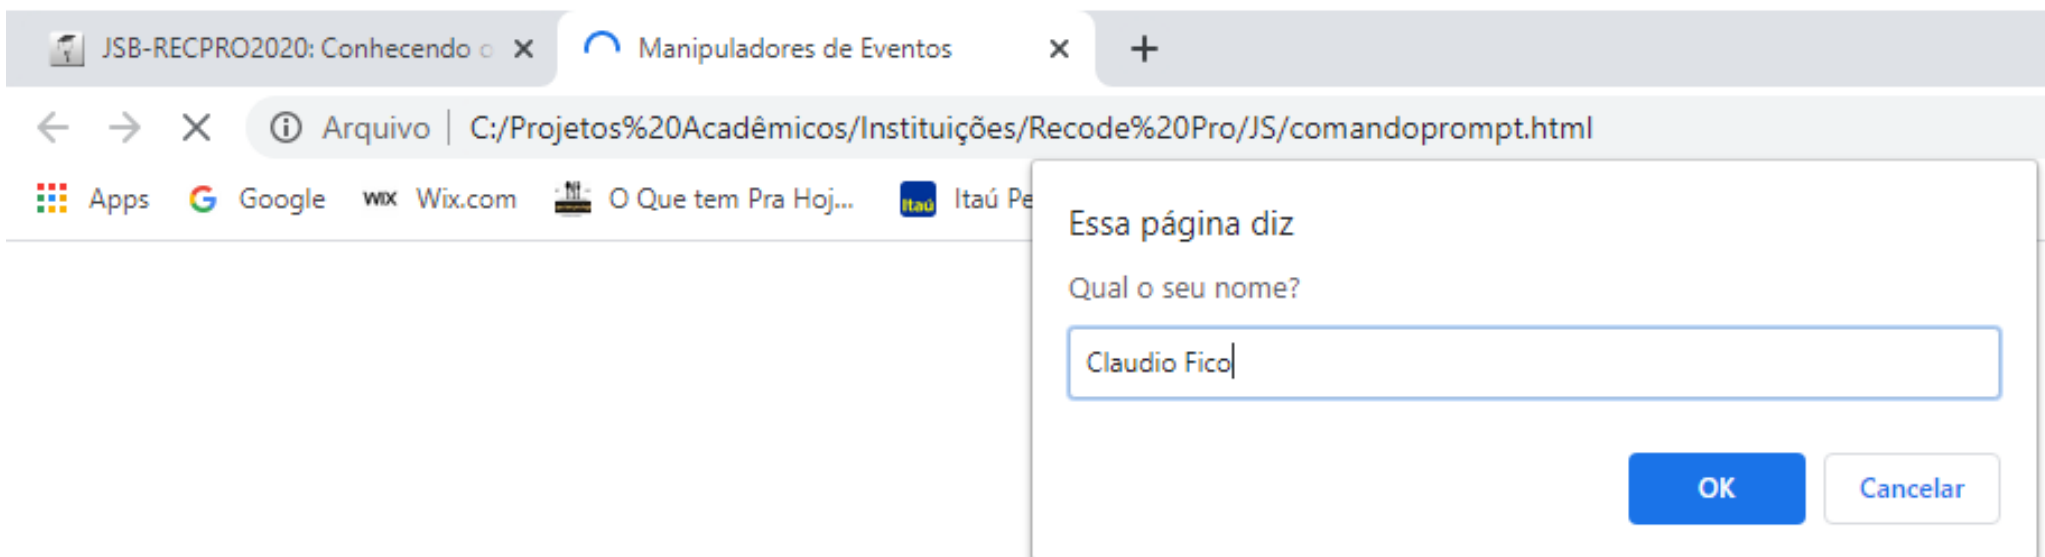 JSB-RECPRO2020: Conhecendo o
Manipuladores de Eventos
Arquivo | C:/Projetos%20Acadêmicos/Instituições/Recode%20Pro/JS/comandoprompt.html
Apps Google WIX Wix.com O Que tem Pra Hoj... Itaú Itaú Pe
Essa página diz
Qual o seu nome?
Claudio Fico
OK Cancelar